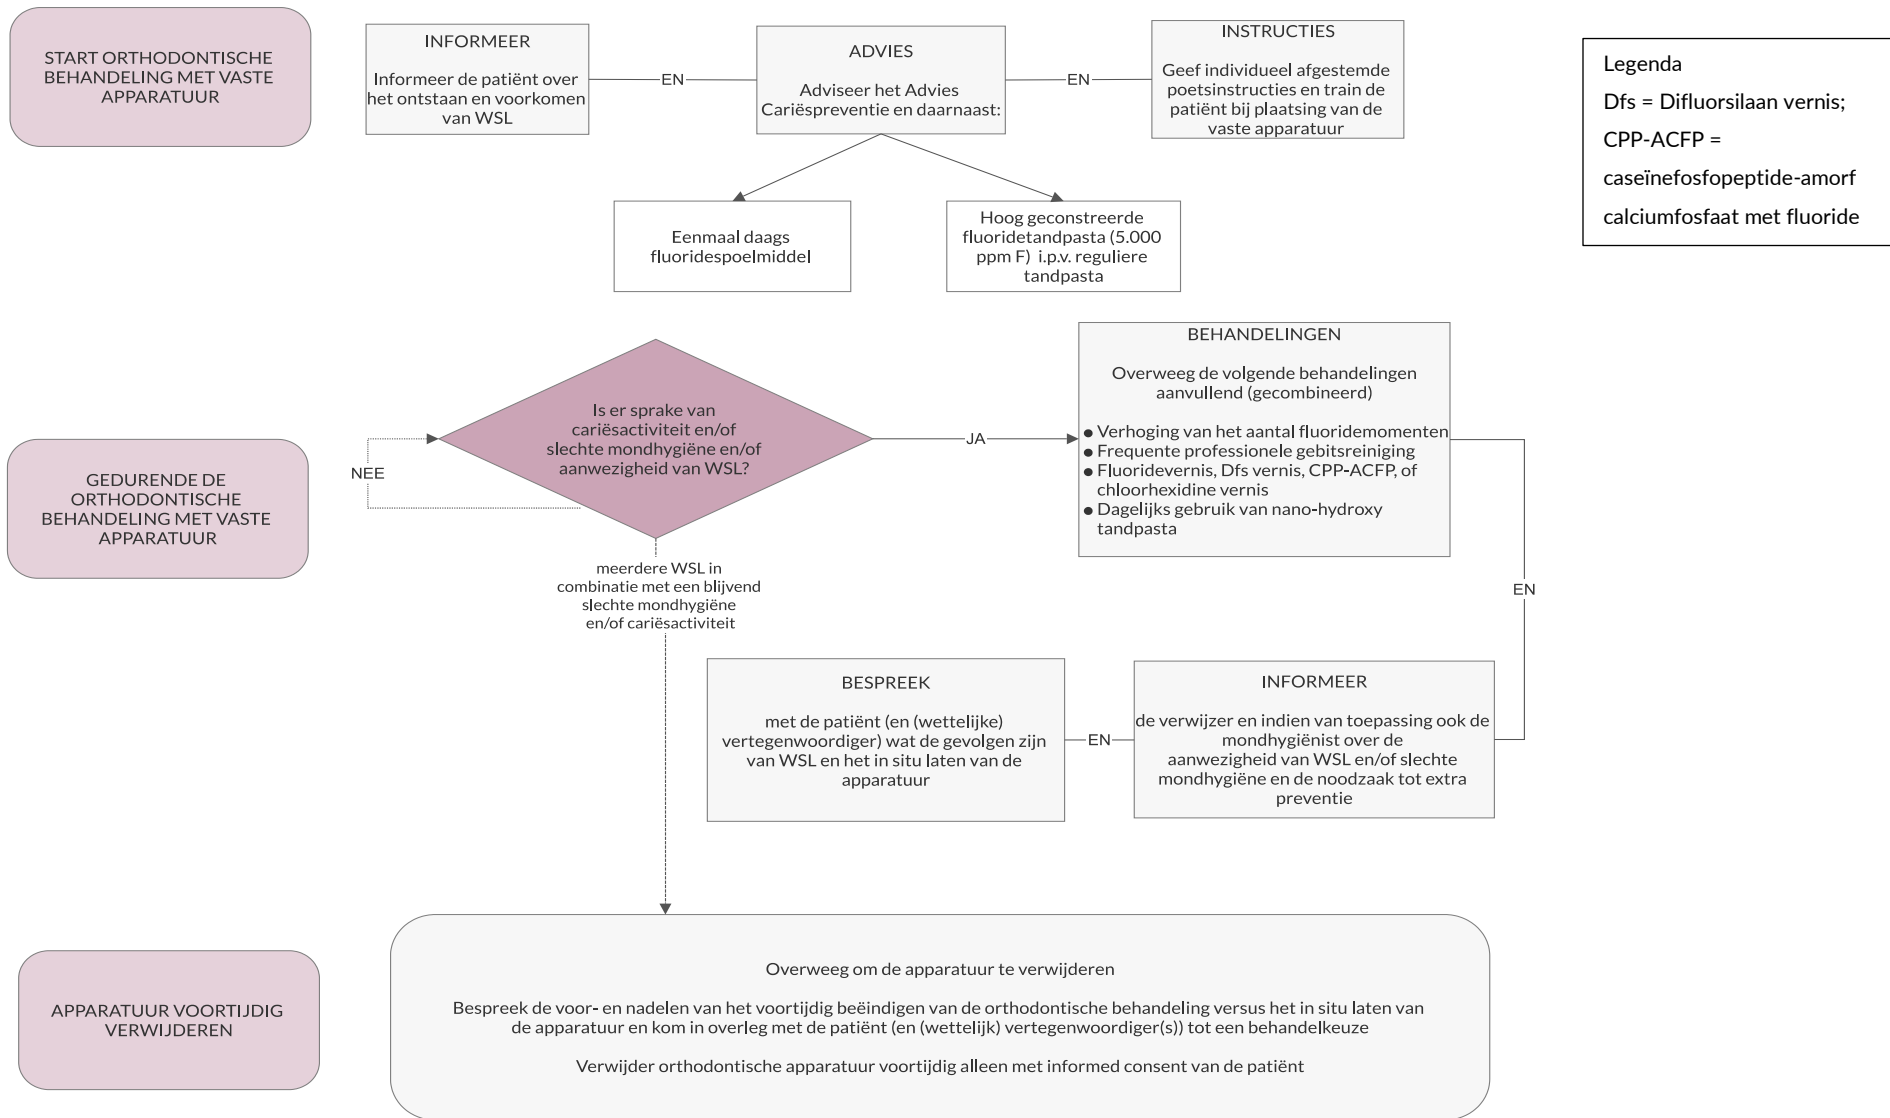 START ORTHODONTISCHE
BEHANDELING MET VASTE
APPARATUUR
INFORMEER
Informeer de patiënt over
het ontstaan en voorkomen
van WSL
EN
ADVIES
Adviseer het Advies
Cariëspreventie en daarnaast:
EN
INSTRUCTIES
Geef individueel afgestemde
poetsinstructies en train de
patiënt bij plaatsing van de
vaste apparatuur
Legenda
Dfs = Difluorsilaan vernis;
CPP-ACFP =
caseïnefosfopeptide-amorf
calciumfosfaat met fluoride
Eenmaal daags
fluoridespoelmiddel
Hoog geconstreerde
fluoridetandpasta (5.000
ppm F) i.p.v. reguliere
tandpasta
GEDURENDE DE
ORTHODONTISCHE
BEHANDELING MET VASTE
APPARATUUR
NEE
Is er sprake van
cariësactiviteit en/of
slechte mondhygiëne en/of
aanwezigheid van WSL?
JA
BEHANDELINGEN
Overweeg de volgende behandelingen
aanvullend (gecombineerd)
● Verhoging van het aantal fluoridemomenten
● Frequente professionele gebitsreiniging
● Fluoridevernis, Dfs vernis, CPP-ACFP, of
chloorhexidine vernis
● Dagelijks gebruik van nano-hydroxy
tandpasta
EN
meerdere WSL in
combinatie met een blijvend
slechte mondhygiëne
en/of cariësactiviteit
BESPREEK
met de patiënt (en (wettelijke)
vertegenwoordiger) wat de gevolgen zijn
van WSL en het in situ laten van de
apparatuur
EN
INFORMEER
de verwijzer en indien van toepassing ook de
mondhygiënist over de
aanwezigheid van WSL en/of slechte
mondhygiëne en de noodzaak tot extra
preventie
APPARATUUR VOORTIJDIG
VERWIJDEREN
Overweeg om de apparatuur te verwijderen
Bespreek de voor- en nadelen van het voortijdig beëindigen van de orthodontische behandeling versus het in situ laten van
de apparatuur en kom in overleg met de patiënt (en (wettelijk) vertegenwoordiger(s)) tot een behandelkeuze
Verwijder orthodontische apparatuur voortijdig alleen met informed consent van de patiënt